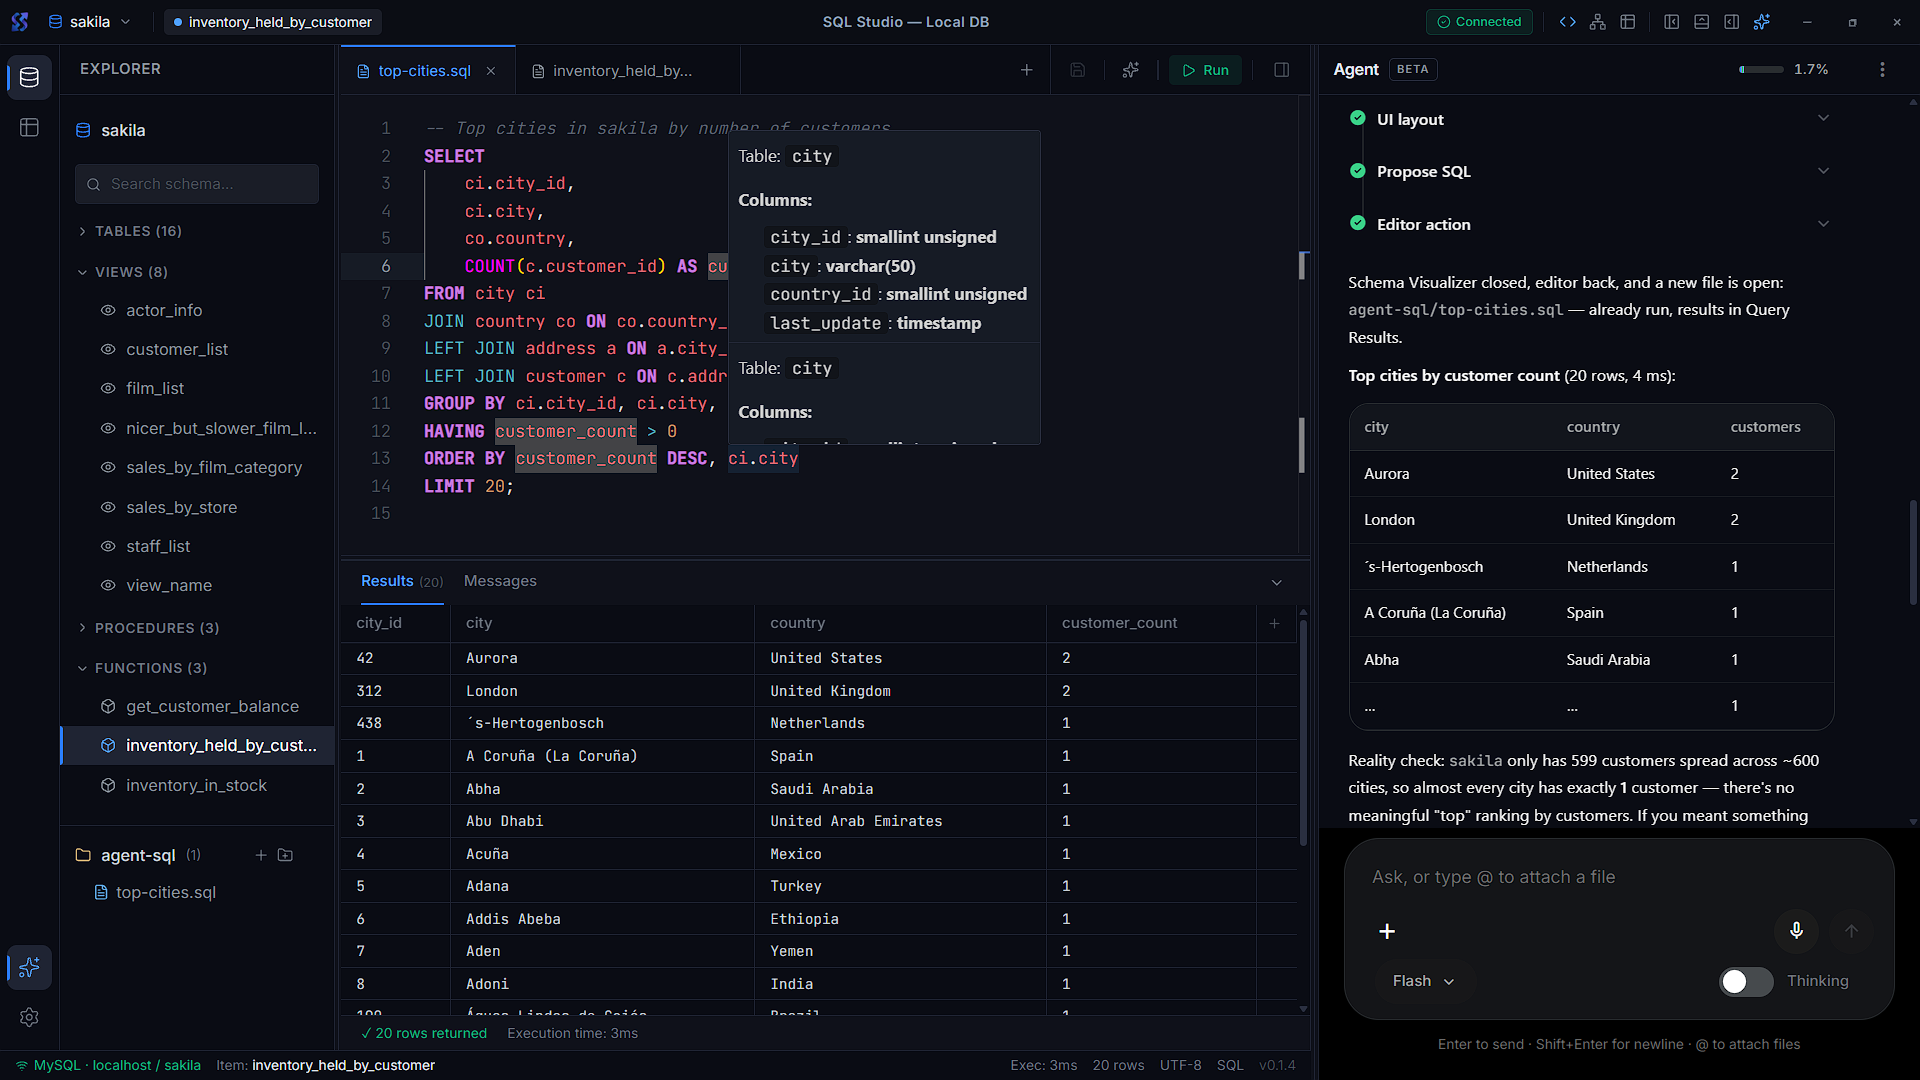 sakila
inventory_held_by_customer
SQL Studio — Local DB
Connected
EXPLORER
sakila
Search schema...
TABLES (16)
VIEWS (8)
actor_info
customer_list
film_list
nicer_but_slower_film_l...
sales_by_film_category
sales_by_store
staff_list
view_name
PROCEDURES (3)
FUNCTIONS (3)
get_customer_balance
inventory_held_by_cust...
inventory_in_stock
agent-sql (1)
top-cities.sql
top-cities.sql
inventory_held_by...
Run
1 -- Top cities in sakila by number of customers
2 SELECT
3 ci.city_id,
4 ci.city,
5 co.country,
6 COUNT(c.customer_id) AS cu
7 FROM city ci
8 JOIN country co ON co.country_
9 LEFT JOIN address a ON a.city_
10 LEFT JOIN customer c ON c.addr
11 GROUP BY ci.city_id, ci.city,
12 HAVING customer_count > 0
13 ORDER BY customer_count DESC, ci.city
14 LIMIT 20;
15
Table: city
Columns:
city_id : smallint unsigned
city : varchar(50)
country_id : smallint unsigned
last_update : timestamp
Table: city
Columns:
Results (20) Messages
city_id city country customer_count
42 Aurora United States 2
312 London United Kingdom 2
438 ´s-Hertogenbosch Netherlands 1
1 A Coruña (La Coruña) Spain 1
2 Abha Saudi Arabia 1
3 Abu Dhabi United Arab Emirates 1
4 Acuña Mexico 1
5 Adana Turkey 1
6 Addis Abeba Ethiopia 1
7 Aden Yemen 1
8 Adoni India 1
20 rows returned Execution time: 3ms
Agent BETA 1.7%
UI layout
Propose SQL
Editor action
Schema Visualizer closed, editor back, and a new file is open:
agent-sql/top-cities.sql — already run, results in Query
Results.
Top cities by customer count (20 rows, 4 ms):
city country customers
Aurora United States 2
London United Kingdom 2
´s-Hertogenbosch Netherlands 1
A Coruña (La Coruña) Spain 1
Abha Saudi Arabia 1
... ... 1
Reality check: sakila only has 599 customers spread across ~600
cities, so almost every city has exactly 1 customer — there's no
meaningful "top" ranking by customers. If you meant something
Ask, or type @ to attach a file
Flash
Thinking
Enter to send · Shift+Enter for newline · @ to attach files
MySQL · localhost / sakila Item: inventory_held_by_customer
Exec: 3ms 20 rows UTF-8 SQL v0.1.4